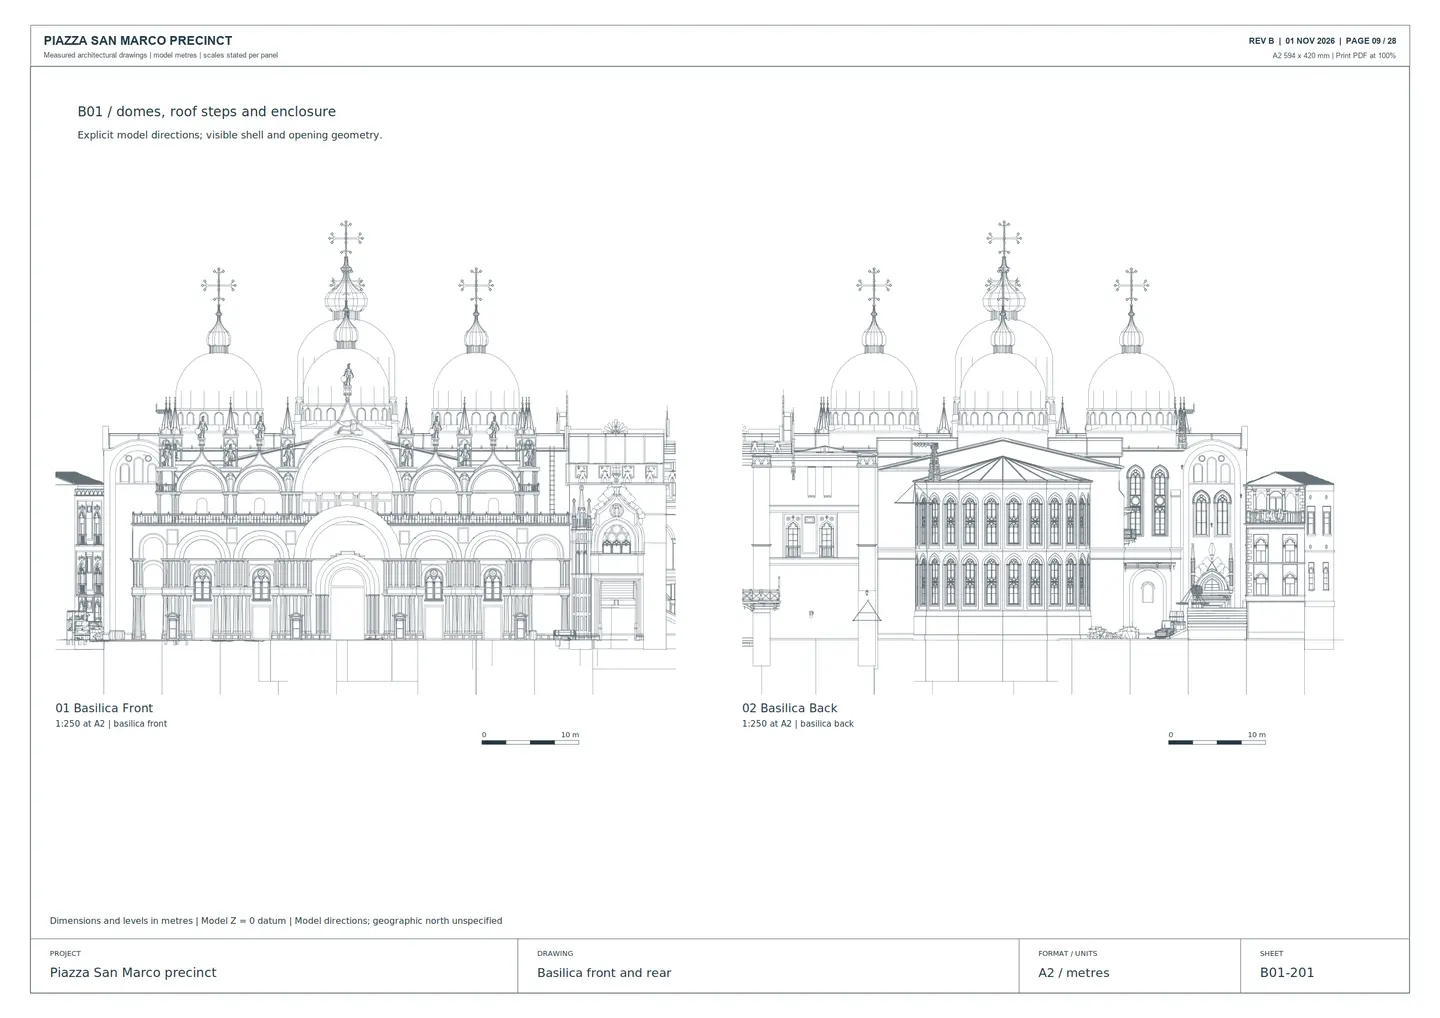 PIAZZA SAN MARCO PRECINCT
Measured architectural drawings | model metres | scales stated per panel
REV B | 01 NOV 2026 | PAGE 09 / 28
A2 594 x 420 mm | Print PDF at 100%
B01 / domes, roof steps and enclosure
Explicit model directions; visible shell and opening geometry.
01 Basilica Front
1:250 at A2 | basilica front
0 10 m
02 Basilica Back
1:250 at A2 | basilica back
0 10 m
Dimensions and levels in metres | Model Z = 0 datum | Model directions; geographic north unspecified
PROJECT
Piazza San Marco precinct
DRAWING
Basilica front and rear
FORMAT / UNITS
A2 / metres
SHEET
B01-201